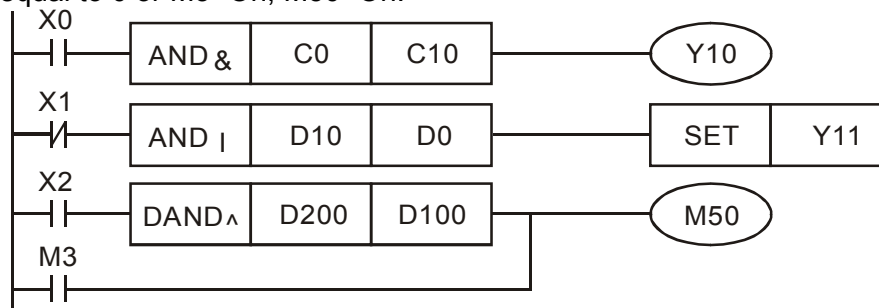 equal to 0 or M3=On, M50=On.
X0
AND & C0 C10 Y10
X1
AND | D10 D0 SET Y11
X2
DAND ^ D200 D100 M50
M3